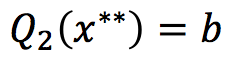 Q₂(x**) = b